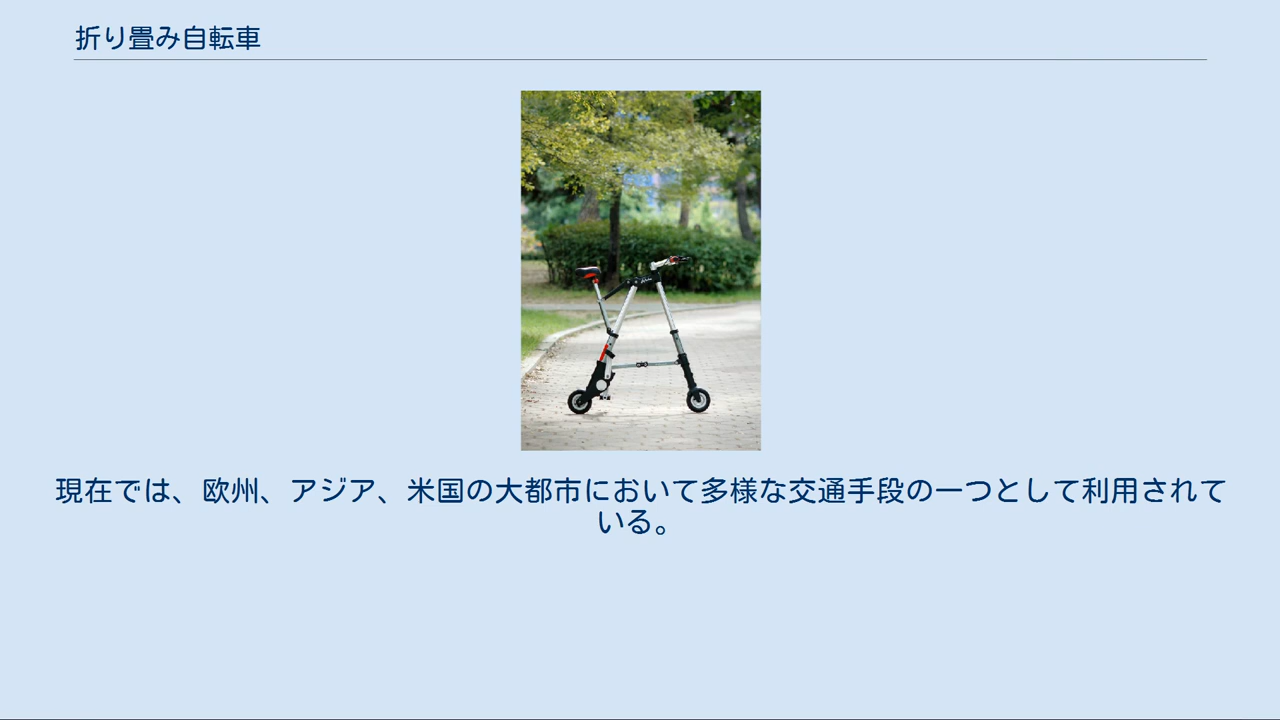 折り畳み自転車
現在では、欧州、アジア、米国の大都市において多様な交通手段の一つとして利用されて
いる。